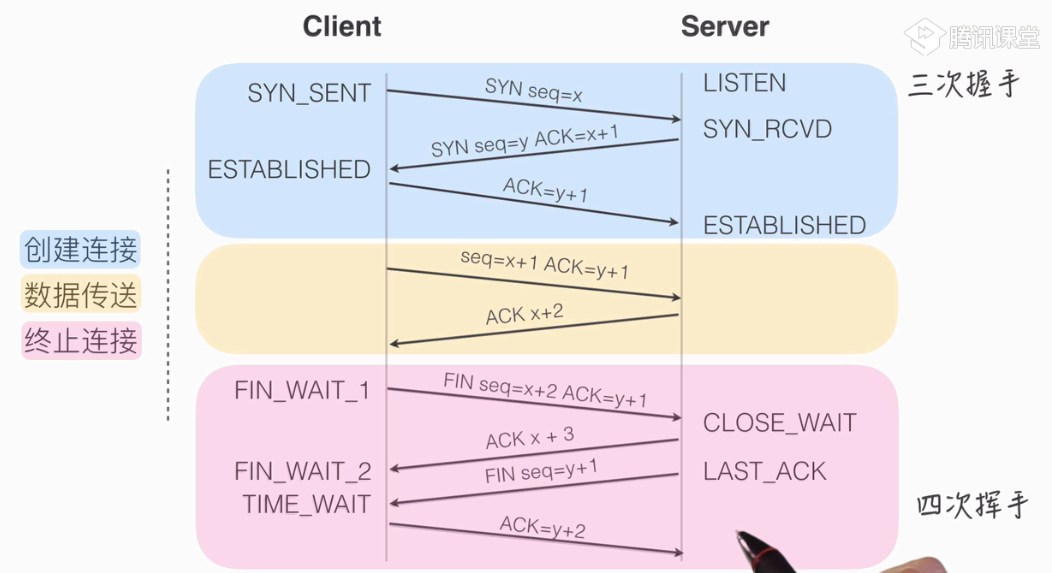 Client
Server
腾讯课堂
三次握手
SYN_SENT
SYN seq=x
LISTEN
SYN_RCVD
SYN seq=y ACK=x+1
ESTABLISHED
ACK=y+1
ESTABLISHED
创建连接
数据传送
终止连接
seq=x+1 ACK=y+1
ACK x+2
FIN_WAIT_1
FIN seq=x+2 ACK=y+1
CLOSE_WAIT
ACK x + 3
FIN_WAIT_2
FIN seq=y+1
LAST_ACK
TIME_WAIT
ACK=y+2
四次挥手